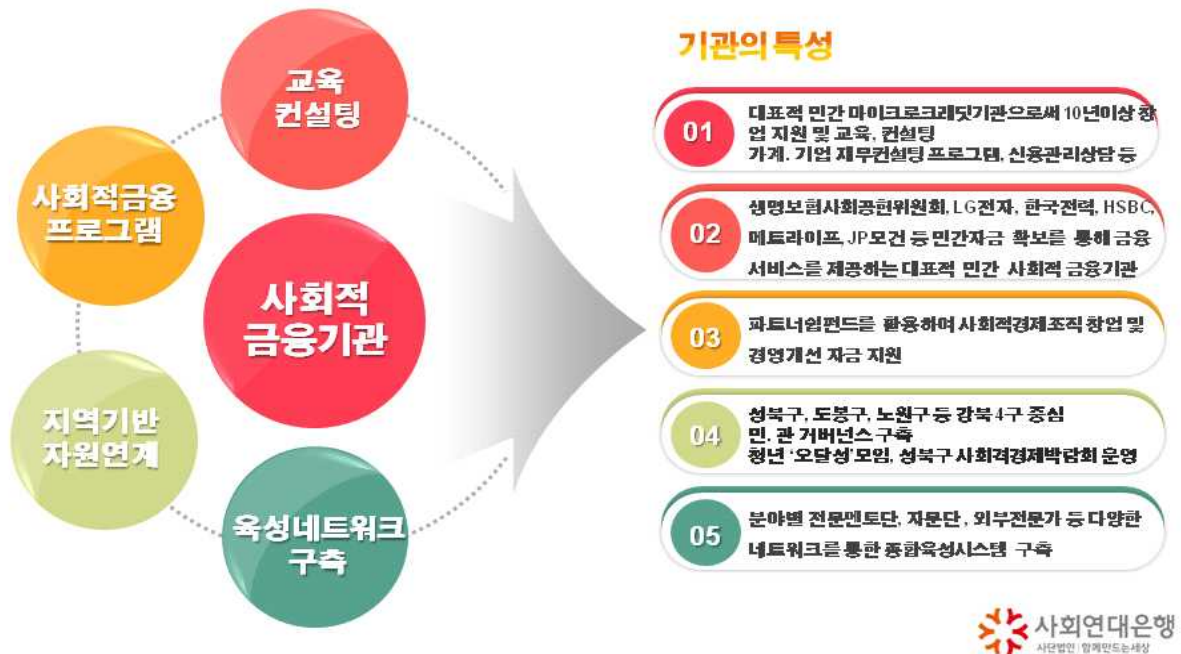 교육
컨설팅
사회적금융
프로그램
사회적
금융기관
지역기반
자원연계
육성네트워크
구축
기관의 특성
01
대표적 민간 마이크로크레딧기관으로써 10년이상 창
업 지원 및 교육, 컨설팅
가계. 기업 재무컨설팅 프로그램, 신용관리상담 등
02
생명보험사회공헌위원회, LG전자, 한국전력, HSBC,
메트라이프, JP모건 등 민간자금 확보를 통해 금융
서비스를 제공하는 대표적 민간 사회적 금융기관
03
파트너쉽펀드를 활용하여 사회적경제조직 창업 및
경영개선 자금 지원
04
성북구, 도봉구, 노원구 등 강북 4구 중심
민. 관 거버넌스 구축
청년 ‘오달성’모임, 성북구 사회적경제박람회 운영
05
분야별 전문멘토단, 자문단 , 외부전문가 등 다양한
네트워크를 통한 종합육성시스템 구축
사회연대은행
사단법인 | 함께만드는세상